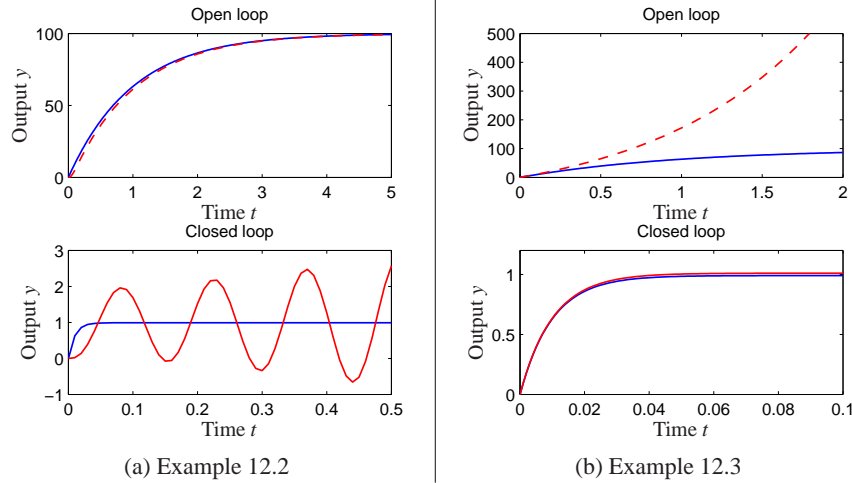 Open loop
100
50
0
Output y
0 1 2 3 4 5
Time t
Closed loop
3
2
1
0
−1
Output y
0 0.1 0.2 0.3 0.4 0.5
Time t
(a) Example 12.2
Open loop
500
400
300
200
100
0
Output y
0 0.5 1 1.5 2
Time t
Closed loop
1
0.5
0
Output y
0 0.02 0.04 0.06 0.08 0.1
Time t
(b) Example 12.3